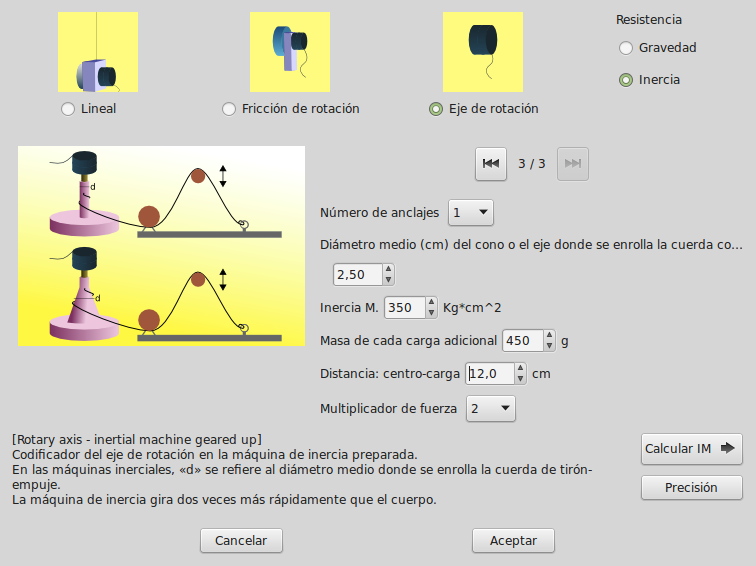 Resistencia
Gravedad
Inercia
Lineal
Fricción de rotación
Eje de rotación
d
d
3 / 3
Número de anclajes 1
Diámetro medio (cm) del cono o el eje donde se enrolla la cuerda co...
2,50
Inercia M. 350 Kg*cm^2
Masa de cada carga adicional 450 g
Distancia: centro-carga 12,0 cm
Multiplicador de fuerza 2
[Rotary axis - inertial machine geared up]
Codificador del eje de rotación en la máquina de inercia preparada.
En las máquinas inerciales, «d» se refiere al diámetro medio donde se enrolla la cuerda de tirón-
empuje.
La máquina de inercia gira dos veces más rápidamente que el cuerpo.
Calcular IM
Precisión
Cancelar
Aceptar